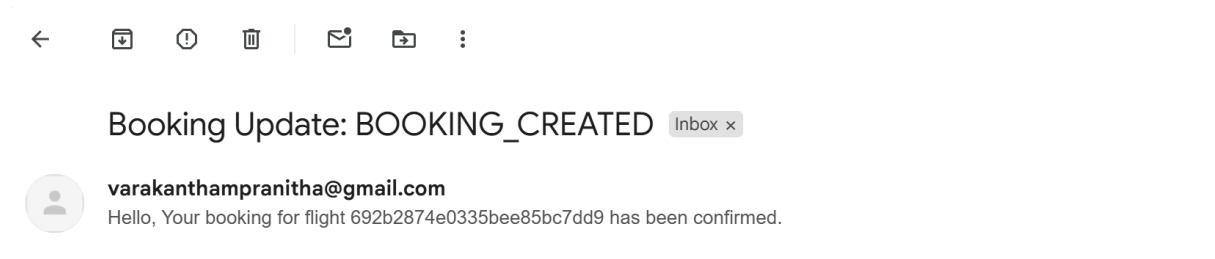 Booking Update: BOOKING_CREATED Inbox ×
varakanthampranitha@gmail.com
Hello, Your booking for flight 692b2874e0335bee85bc7dd9 has been confirmed.